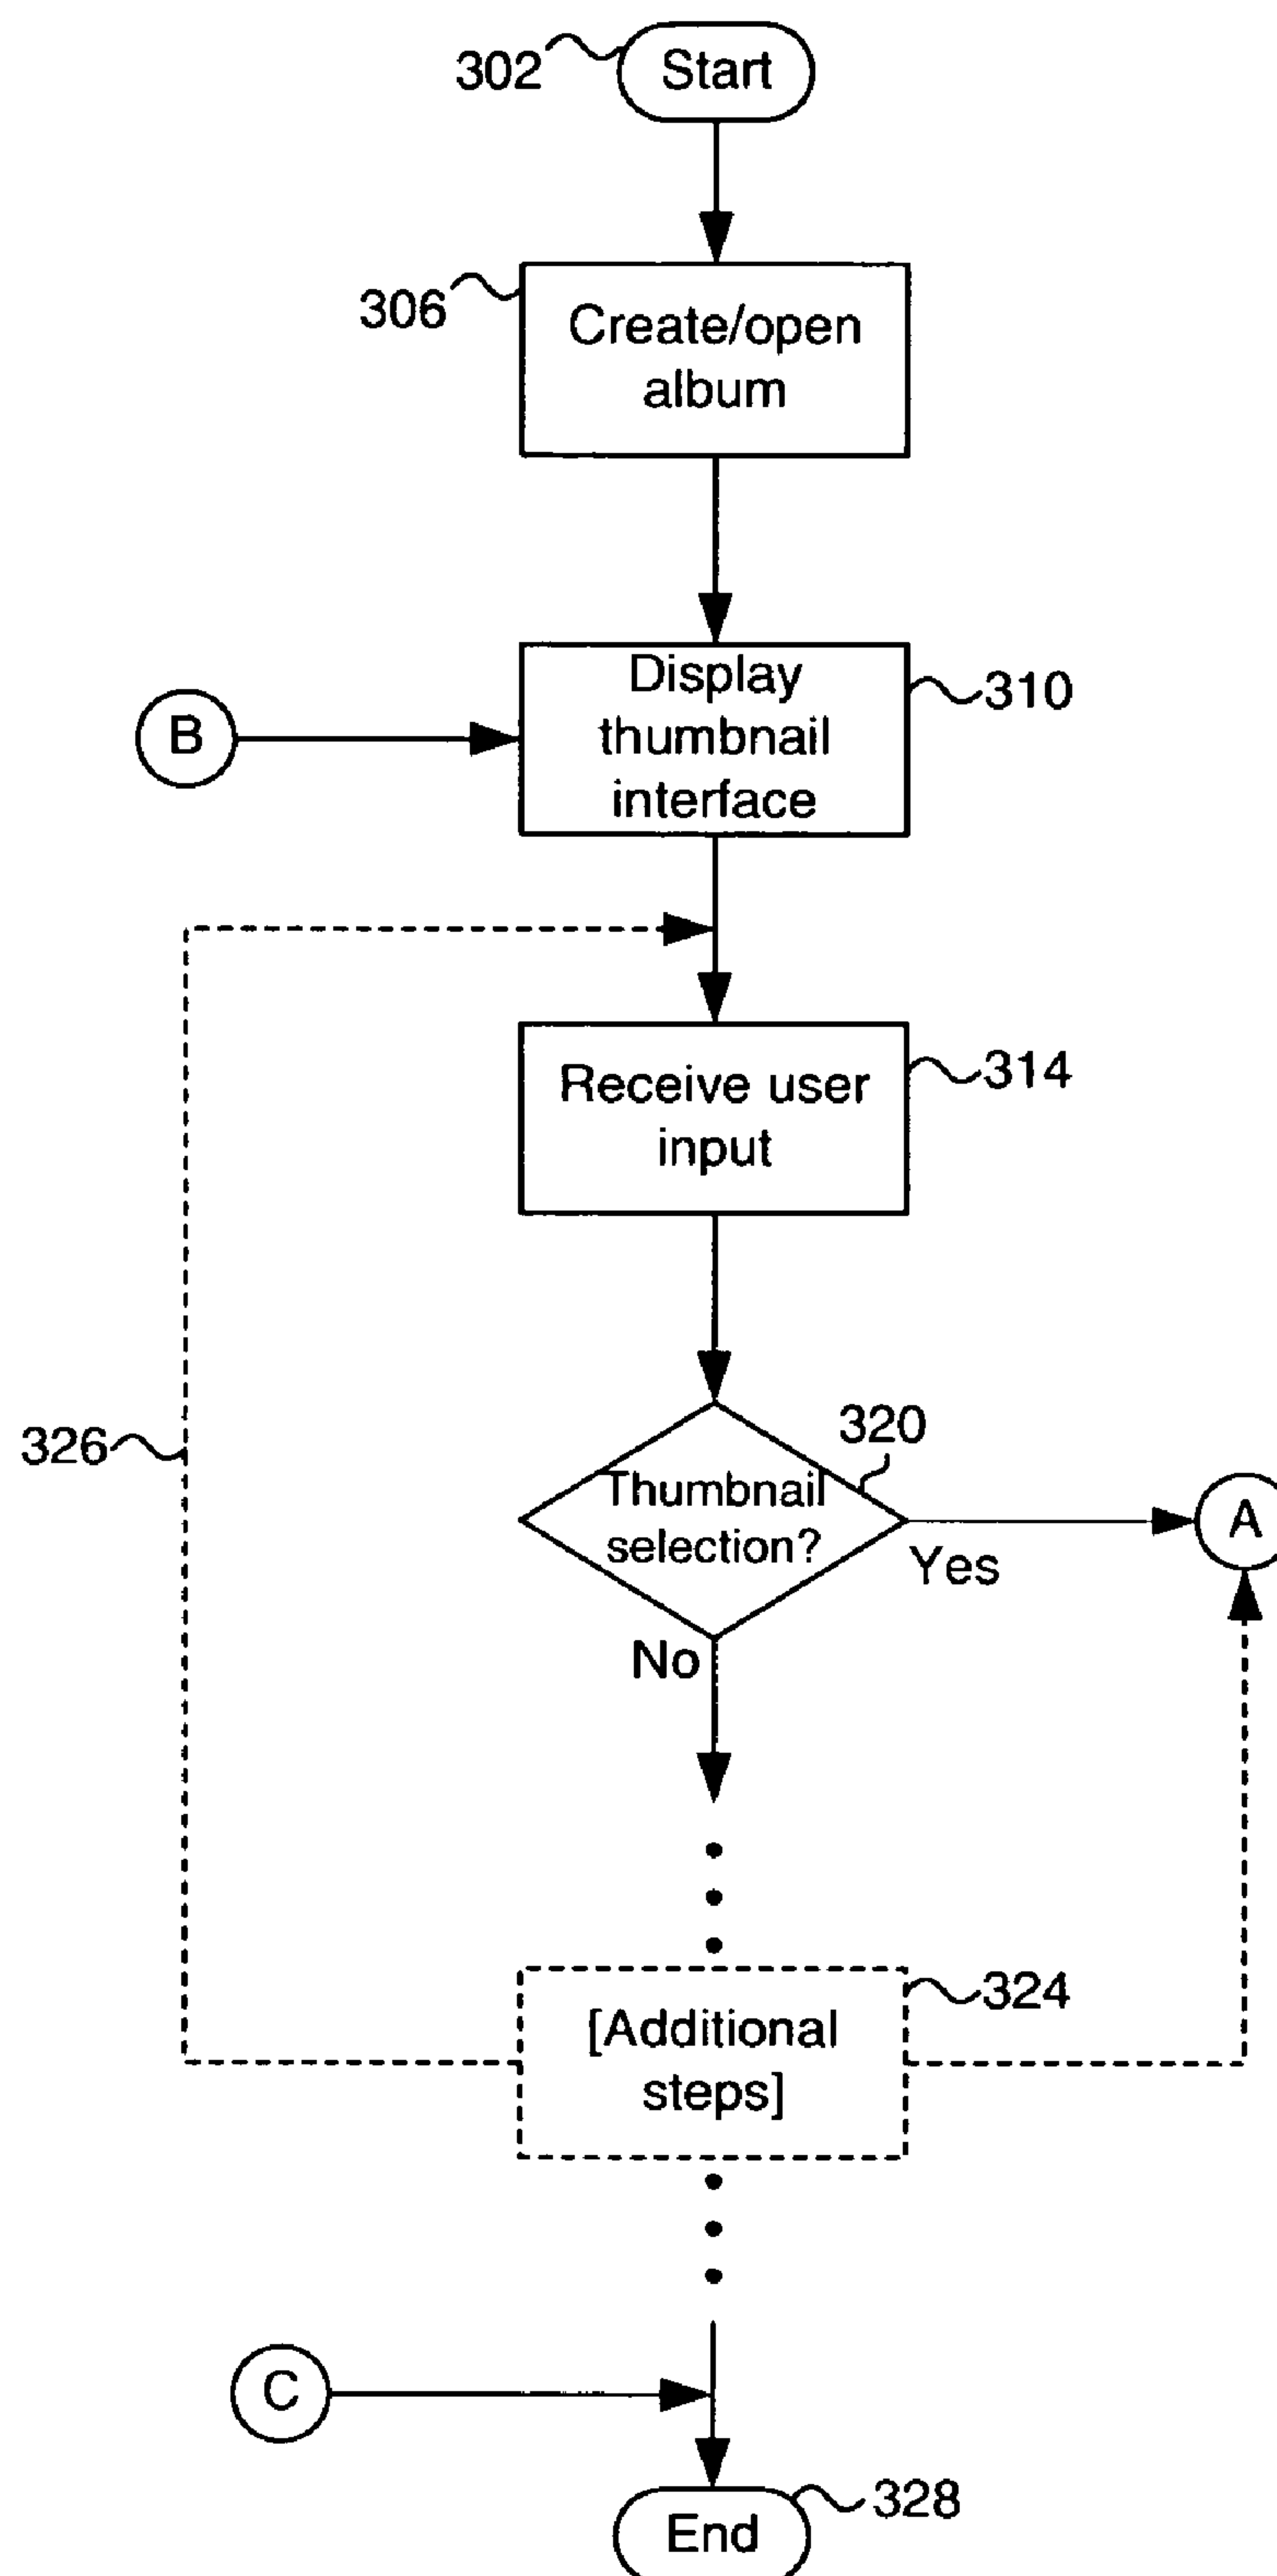 302
Start
306
Create/open
album
Display
thumbnail
interface
310
B
Receive user
input
314
320
Thumbnail
selection?
326
A
Yes
No
[Additional
steps]
324
C
End
328